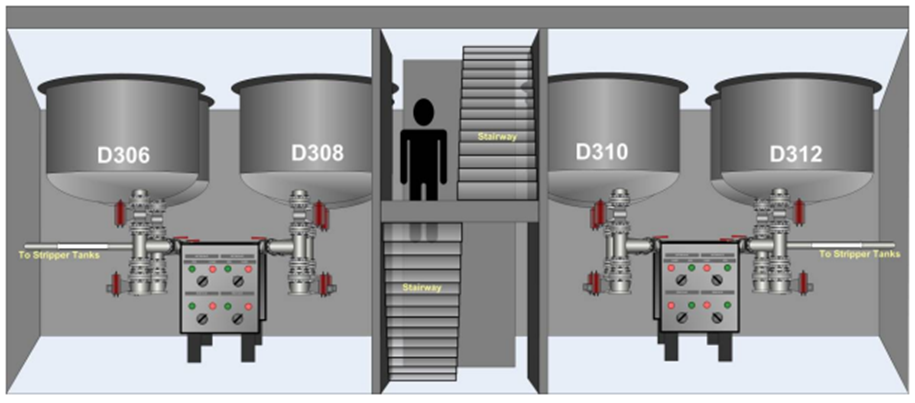 Stairway
D306
D308
D310
D312
To Stripper Tanks
To Stripper Tanks
Stairway